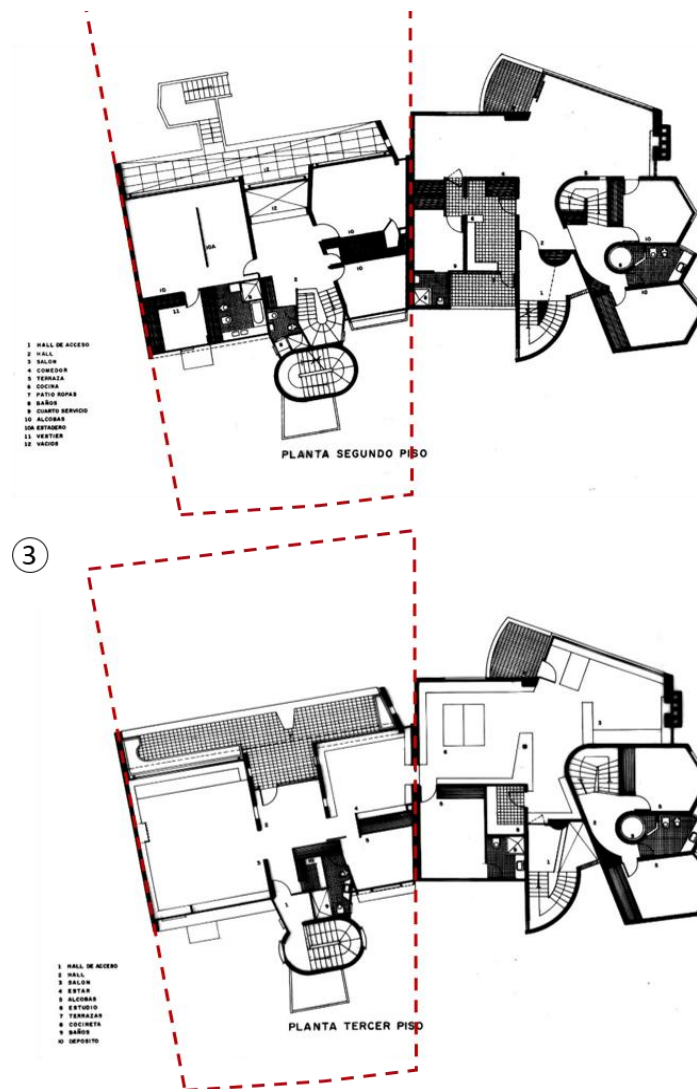 1 HALL DE ACCESO
2 HALL
3 SALON
4 COMEDOR
5 TERRAZA
6 COCINA
7 PATIO ROPAS
8 BAÑOS
9 CUARTO SERVICIO
10 ALCOBAS
10A ESTADERO
11 VESTIER
12 VACIOS
PLANTA SEGUNDO PISO
3
1 HALL DE ACCESO
2 HALL
3 SALON
4 ESTAR
5 ALCOBAS
6 ESTUDIO
7 TERRAZAS
8 COCINETA
9 BAÑOS
10 DEPOSITO
PLANTA TERCER PISO